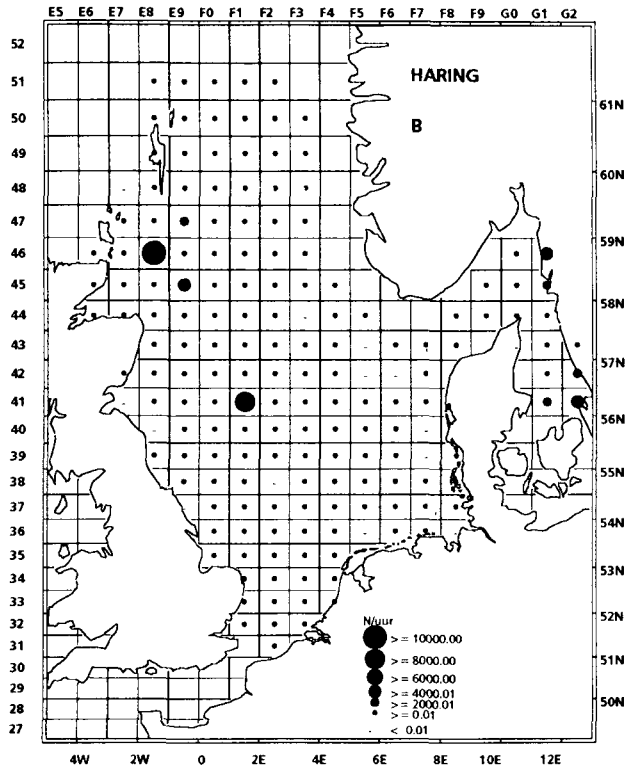 E5 E6 E7 E8 E9 F0 F1 F2 F3 F4 F5 F6 F7 F8 F9 G0 G1 G2
52
51
50
49
48
47
46
45
44
43
42
41
40
39
38
37
36
35
34
33
32
31
30
29
28
27
HARING
B
61N
60N
59N
58N
57N
56N
55N
54N
53N
52N
51N
50N
N/uur
>= 10000.00
>= 8000.00
>= 6000.00
>= 4000.01
>= 2000.01
>= 0.01
< 0.01
4W 2W 0 2E 4E 6E 8E 10E 12E